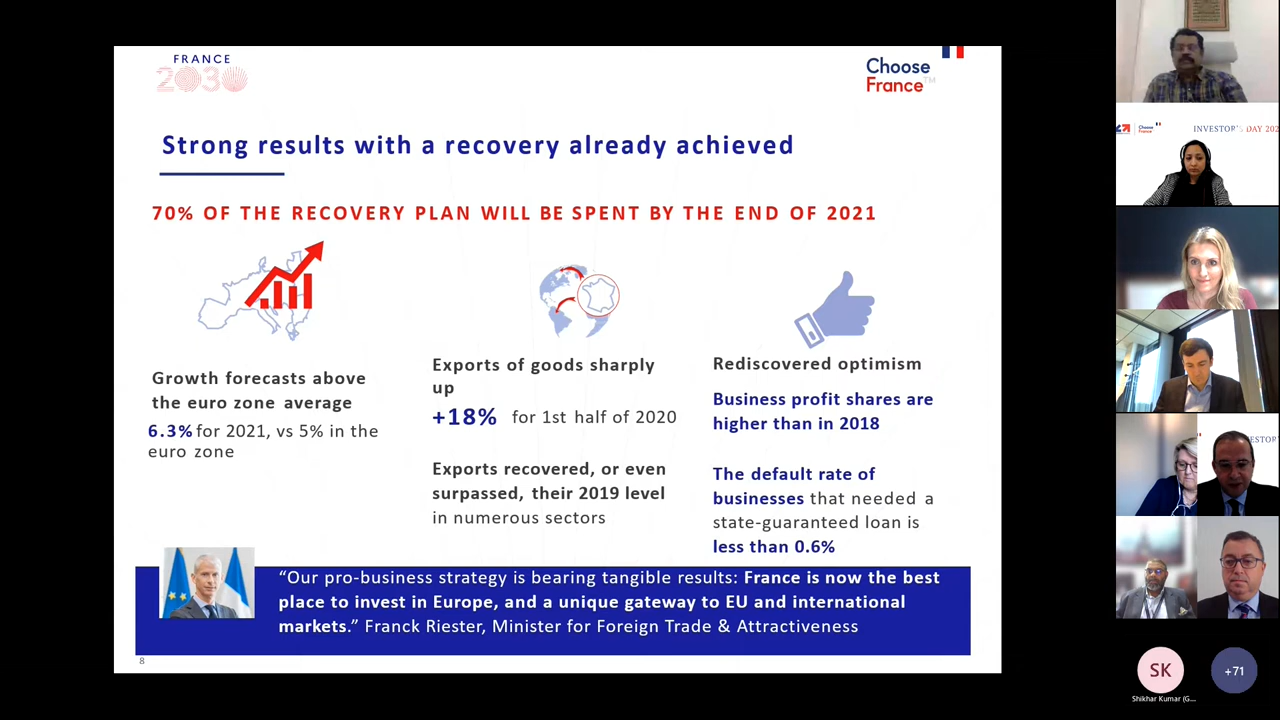 FRANCE
2030
Choose
France™
Strong results with a recovery already achieved
70% OF THE RECOVERY PLAN WILL BE SPENT BY THE END OF 2021
Growth forecasts above
the euro zone average
6.3% for 2021, vs 5% in the
euro zone
Exports of goods sharply
up
+18% for 1st half of 2020
Exports recovered, or even
surpassed, their 2019 level
in numerous sectors
Rediscovered optimism
Business profit shares are
higher than in 2018
The default rate of
businesses that needed a
state-guaranteed loan is
less than 0.6%
“Our pro-business strategy is bearing tangible results: France is now the best
place to invest in Europe, and a unique gateway to EU and international
markets.” Franck Riester, Minister for Foreign Trade & Attractiveness
8
Choose
France
INVESTOR'S DAY 202
VESTOR'
SK
+71
Shikhar Kumar (G...